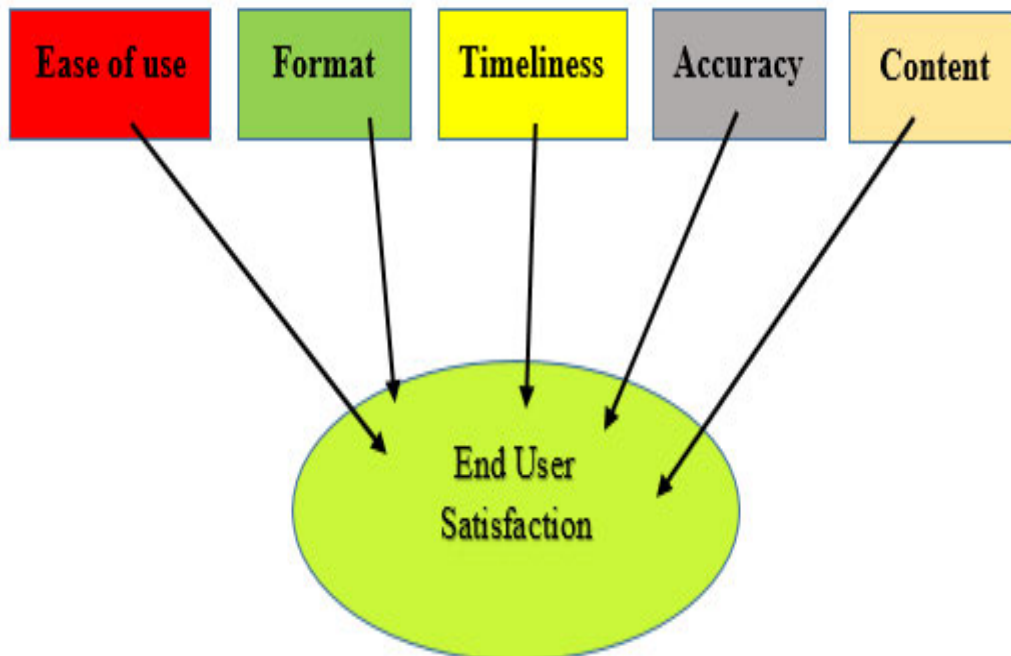 Ease of use
Format
Timeliness
Accuracy
Content
End User
Satisfaction